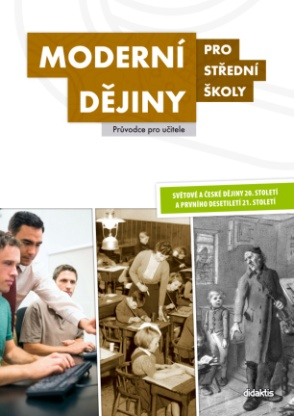 MODERNÍ
DĚJINY
PRO
STŘEDNÍ
ŠKOLY
Průvodce pro učitele
SVĚTOVÉ A ČESKÉ DĚJINY 20. STOLETÍ
A PRVNÍHO DESETILETÍ 21. STOLETÍ
didaktis